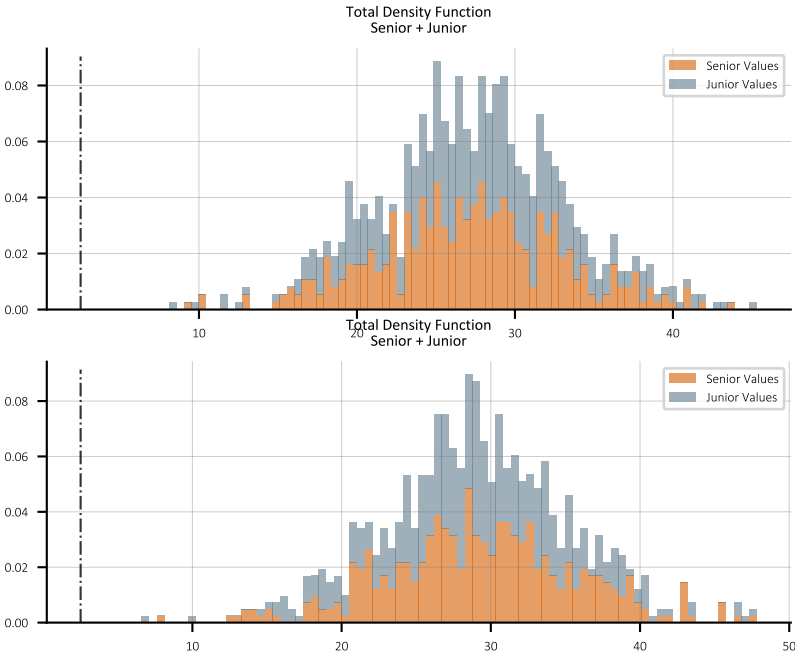 Total Density Function
Senior + Junior
Senior Values
Junior Values
0.08
0.06
0.04
0.02
0.00
10 20 30 40
Total Density Function
Senior + Junior
Senior Values
Junior Values
0.08
0.06
0.04
0.02
0.00
10 20 30 40 50